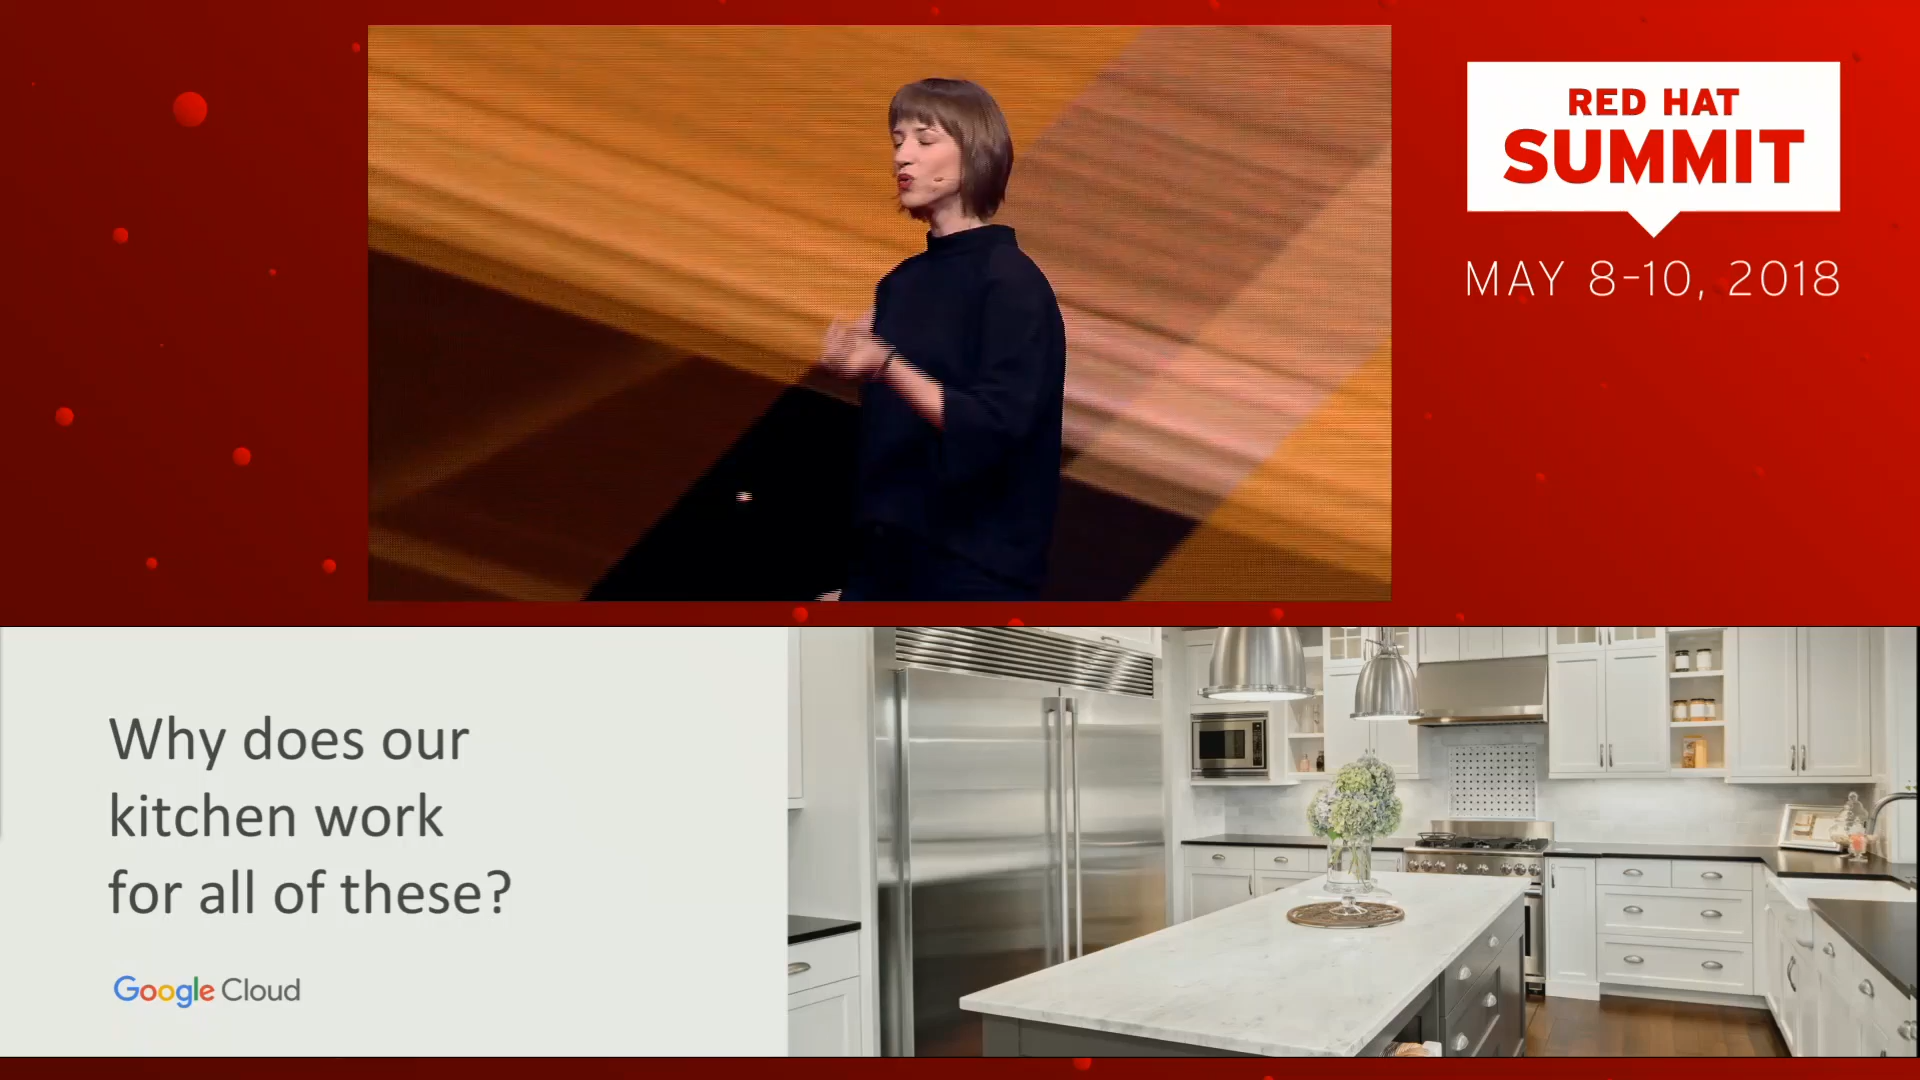 RED HAT
SUMMIT
MAY 8-10, 2018
Why does our
kitchen work
for all of these?
Google Cloud